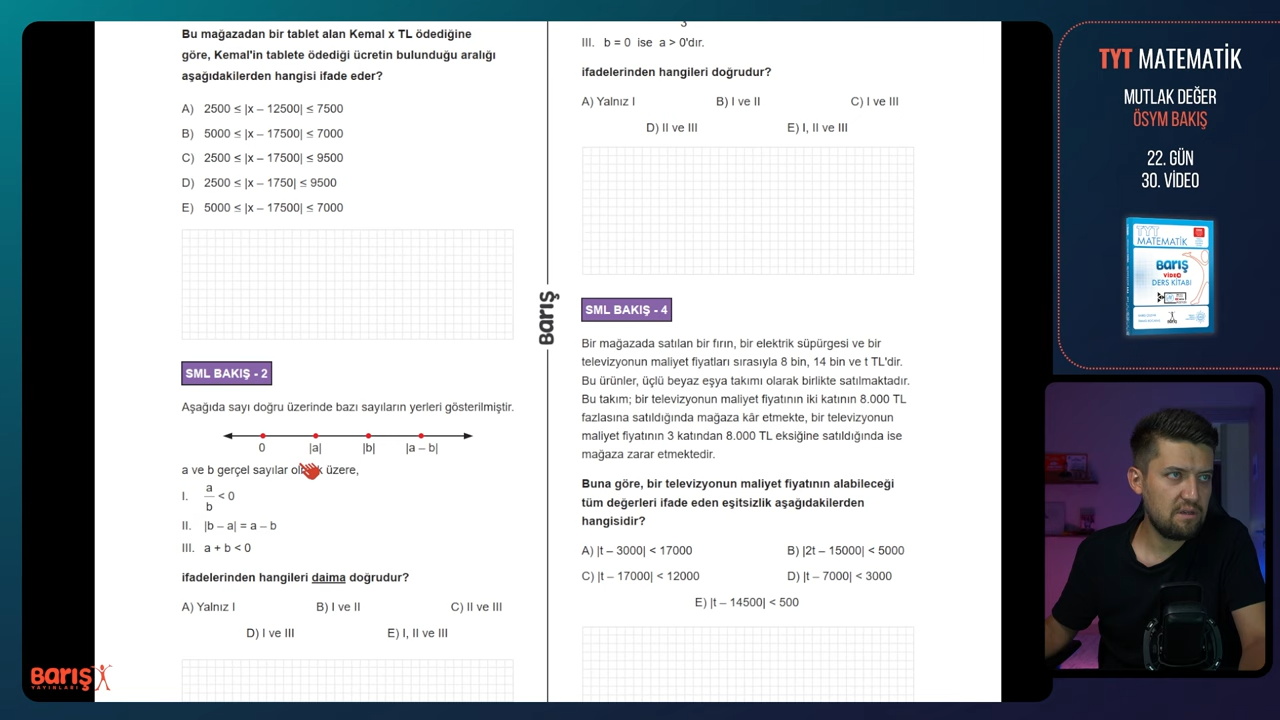 Bu mağazadan bir tablet alan Kemal x TL ödediğine
göre, Kemal'in tablete ödediği ücretin bulunduğu aralığı
aşağıdakilerden hangisi ifade eder?
A) 2500 ≤ |x – 12500| ≤ 7500
B) 5000 ≤ |x – 17500| ≤ 7000
C) 2500 ≤ |x – 17500| ≤ 9500
D) 2500 ≤ |x – 1750| ≤ 9500
E) 5000 ≤ |x – 17500| ≤ 7000
SML BAKIŞ - 2
Aşağıda sayı doğru üzerinde bazı sayıların yerleri gösterilmiştir.
0 |a| |b| |a – b|
a ve b gerçel sayılar olmak üzere,
I. a/b < 0
II. |b – a| = a – b
III. a + b < 0
ifadelerinden hangileri daima doğrudur?
A) Yalnız I B) I ve II C) II ve III
D) I ve III E) I, II ve III
BARIŞ
YAYINLARI
Barış
3
III. b = 0 ise a > 0'dır.
ifadelerinden hangileri doğrudur?
A) Yalnız I B) I ve II C) I ve III
D) II ve III E) I, II ve III
SML BAKIŞ - 4
Bir mağazada satılan bir fırın, bir elektrik süpürgesi ve bir
televizyonun maliyet fiyatları sırasıyla 8 bin, 14 bin ve t TL'dir.
Bu ürünler, üçlü beyaz eşya takımı olarak birlikte satılmaktadır.
Bu takım; bir televizyonun maliyet fiyatının iki katının 8.000 TL
fazlasına satıldığında mağaza kâr etmekte, bir televizyonun
maliyet fiyatının 3 katından 8.000 TL eksiğine satıldığında ise
mağaza zarar etmektedir.
Buna göre, bir televizyonun maliyet fiyatının alabileceği
tüm değerleri ifade eden eşitsizlik aşağıdakilerden
hangisidir?
A) |t – 3000| < 17000 B) |2t – 15000| < 5000
C) |t – 17000| < 12000 D) |t – 7000| < 3000
E) |t – 14500| < 500
TYT MATEMATİK
MUTLAK DEĞER
ÖSYM BAKIŞ
22. GÜN
30. VİDEO
TYT
MATEMATİK
Barış
VİDEO
DERS KİTABI